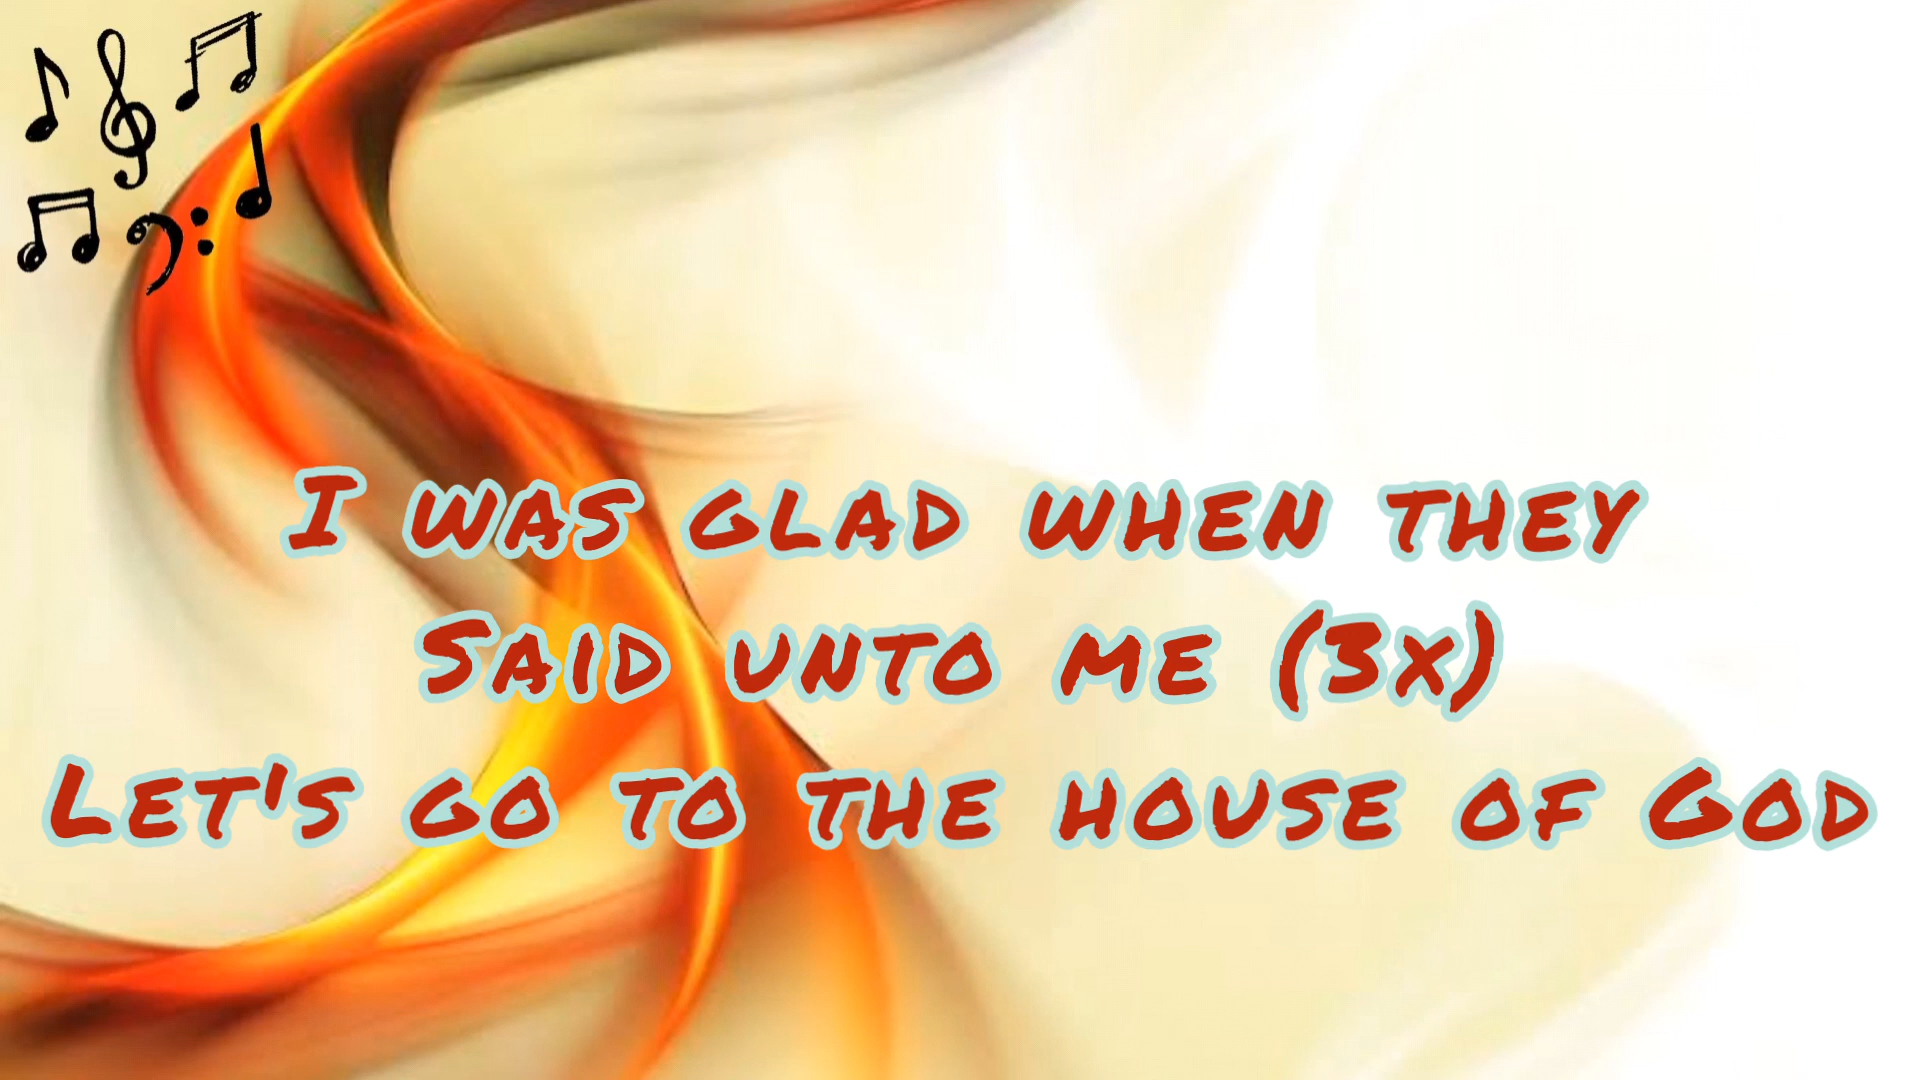 I was glad when they
Said unto me (3x)
Let's go to the house of God